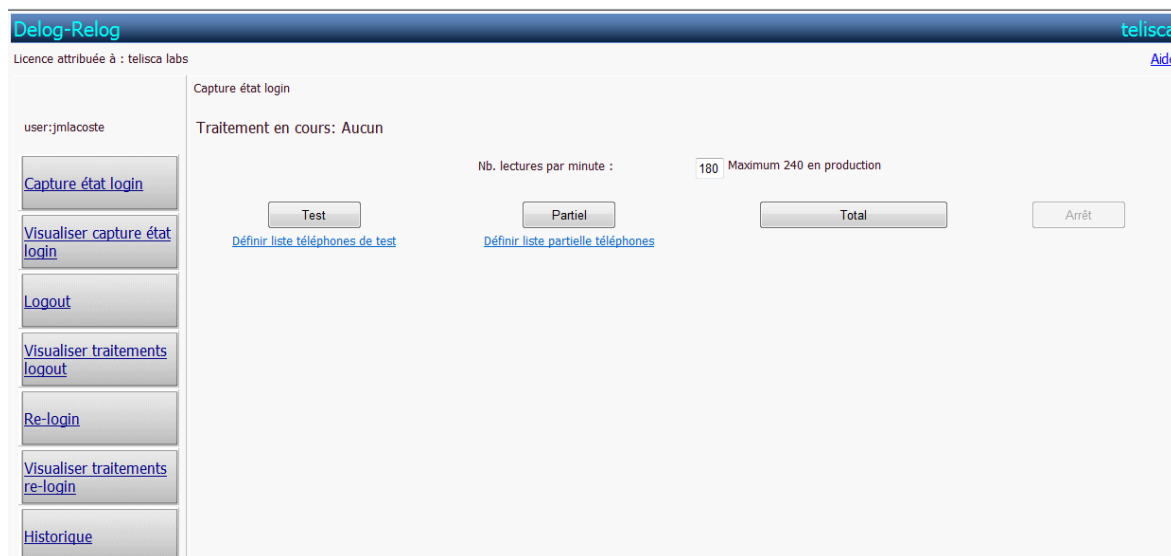 Delog-Relog
telisca
Licence attribuée à : telisca labs
Aide
Capture état login
user:jmlacoste
Traitement en cours: Aucun
Nb. lectures par minute :
180 Maximum 240 en production
Test
Partiel
Total
Arrêt
Définir liste téléphones de test
Définir liste partielle téléphones
Capture état login
Visualiser capture état
login
Logout
Visualiser traitements
logout
Re-login
Visualiser traitements
re-login
Historique